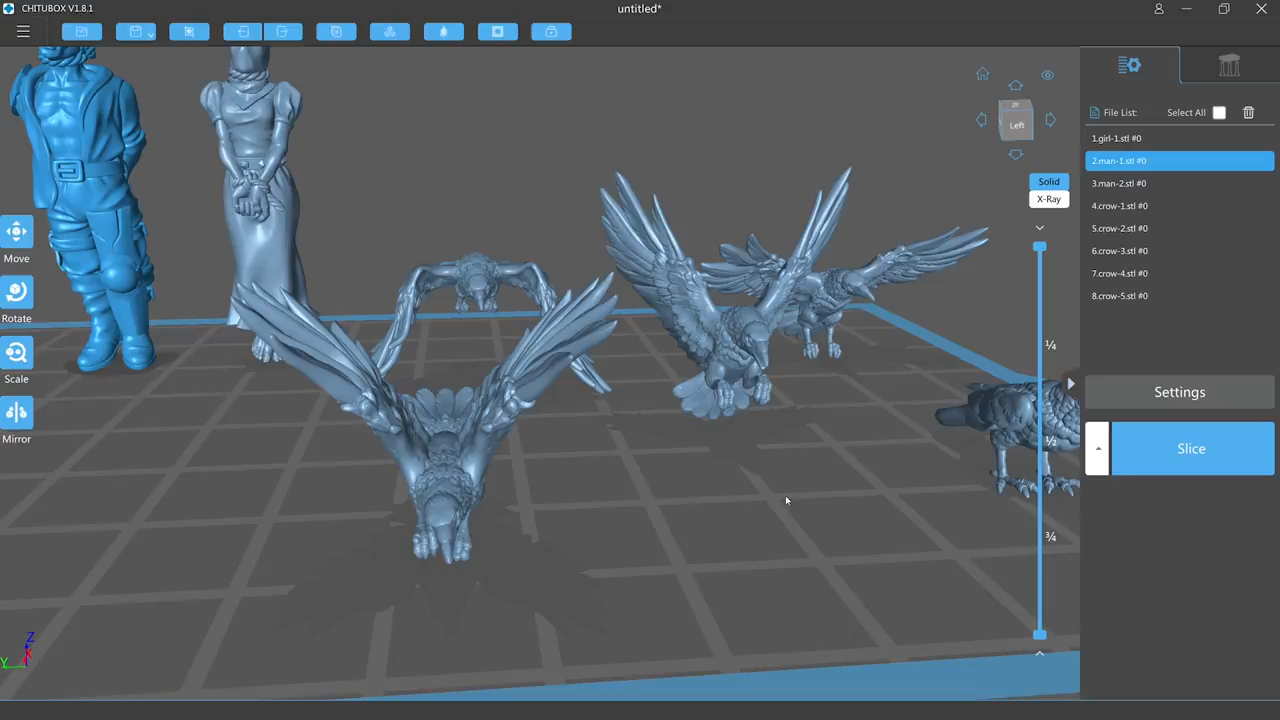 CHITUBOX V1.8.1
untitled*
Left
File List:
Select All
1.girl-1.stl #0
2.man-1.stl #0
3.man-2.stl #0
4.crow-1.stl #0
5.crow-2.stl #0
6.crow-3.stl #0
7.crow-4.stl #0
8.crow-5.stl #0
Solid
X-Ray
Move
Rotate
Scale
Mirror
¼
½
¾
Settings
Slice
Z
Y
X